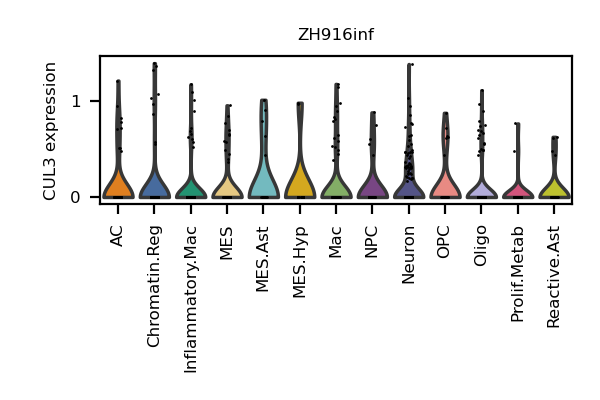 ZH916inf
CUL3 expression
1
0
AC
Chromatin.Reg
Inflammatory.Mac
MES
MES.Ast
MES.Hyp
Mac
NPC
Neuron
OPC
Oligo
Prolif.Metab
Reactive.Ast